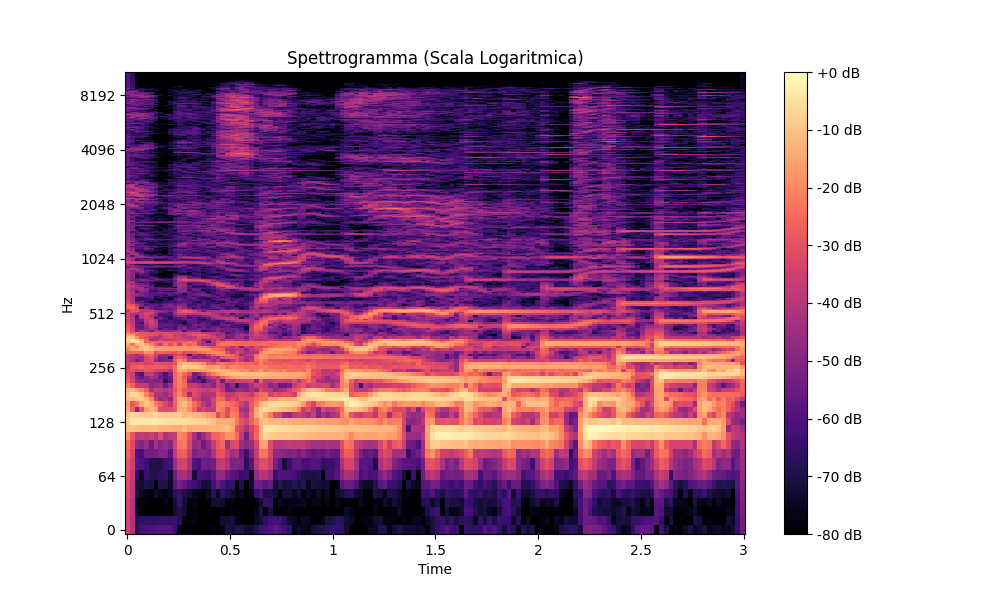 Spettrogramma (Scala Logaritmica)
Hz
8192
4096
2048
1024
512
256
128
64
0
0 0.5 1 1.5 2 2.5 3
Time
+0 dB
-10 dB
-20 dB
-30 dB
-40 dB
-50 dB
-60 dB
-70 dB
-80 dB